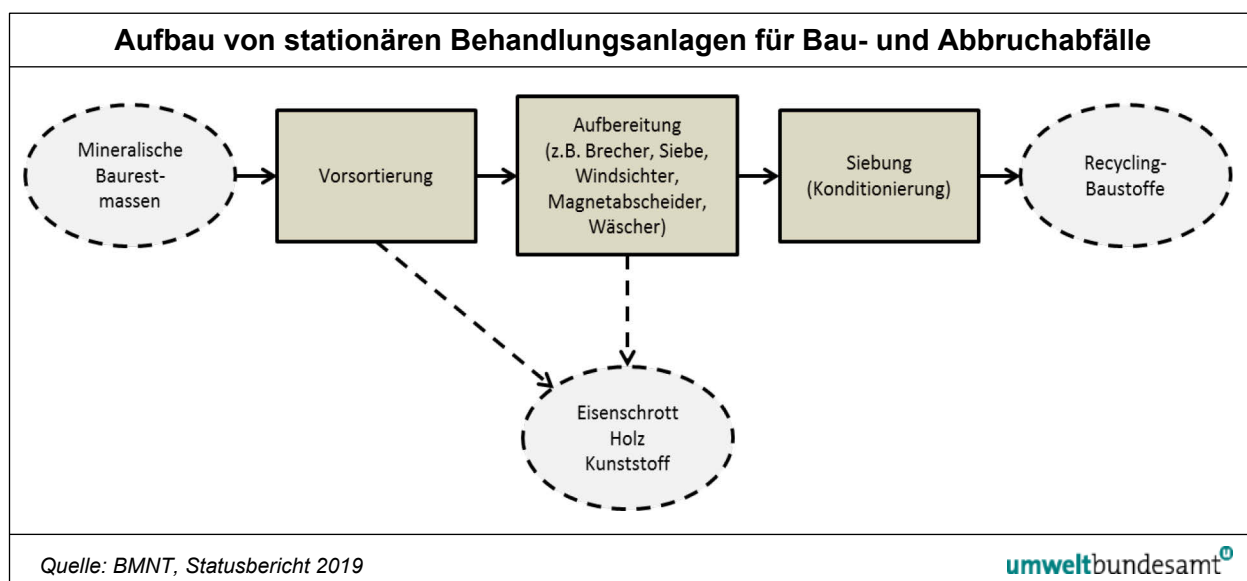 Aufbau von stationären Behandlungsanlagen für Bau- und Abbruchabfälle
Mineralische
Baurest-
massen
Vorsortierung
Aufbereitung
(z.B. Brecher, Siebe,
Windsichter,
Magnetabscheider,
Wäscher)
Siebung
(Konditionierung)
Recycling-
Baustoffe
Eisenschrott
Holz
Kunststoff
Quelle: BMNT, Statusbericht 2019
umweltbundesamt